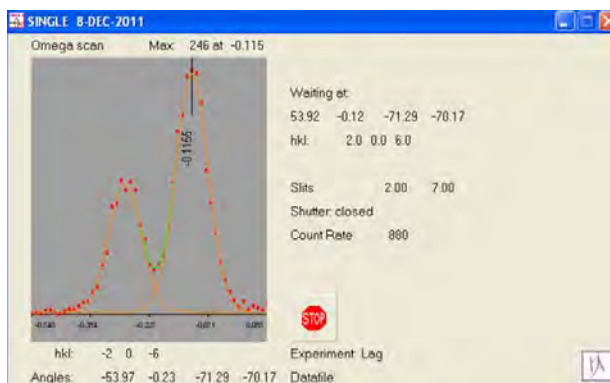 SINGLE 8-DEC-2011
Omega scan Max: 246 at -0.115
-0.1155
Waiting at:
53.92 -0.12 -71.29 -70.17
hkl: 2.0 0.0 6.0
Slits 2.00 7.00
Shutter: closed
Count Rate 880
STOP
hkl: -2 0 -6
Experiment: Lag
Angles: -53.97 -0.23 -71.29 -70.17
Datafile: